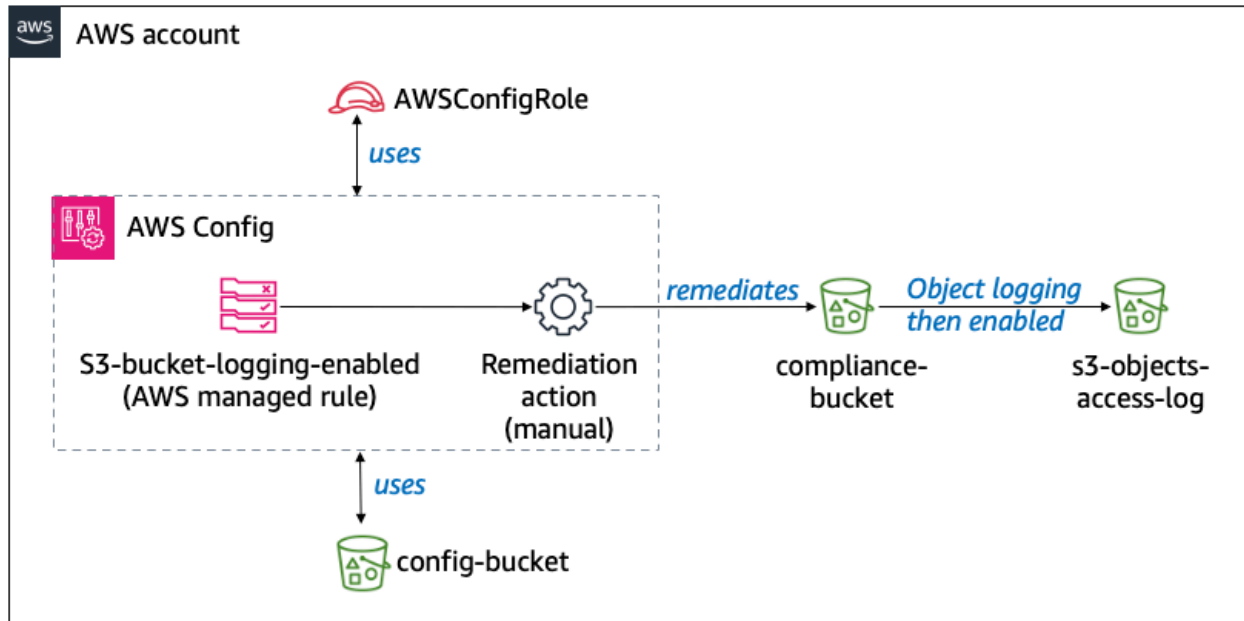 aws
AWS account
AWSConfigRole
uses
AWS Config
remediates
Object logging
then enabled
S3-bucket-logging-enabled
(AWS managed rule)
Remediation
action
(manual)
compliance-
bucket
s3-objects-
access-log
uses
config-bucket